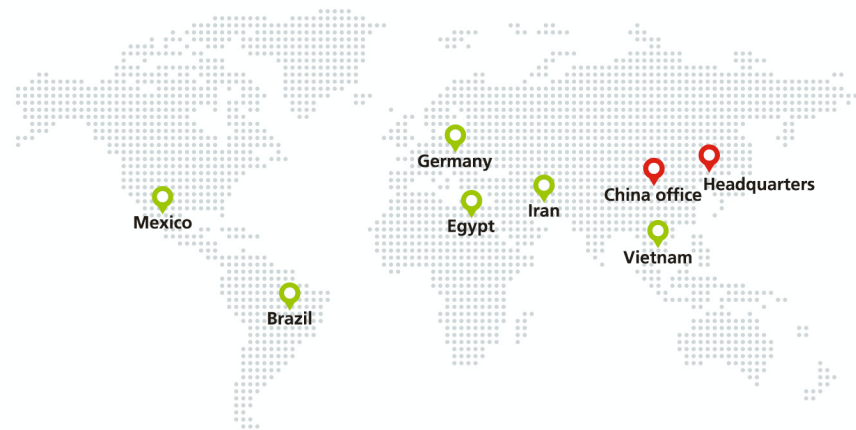 Germany
Headquarters
China office
Iran
Mexico
Egypt
Vietnam
Brazil